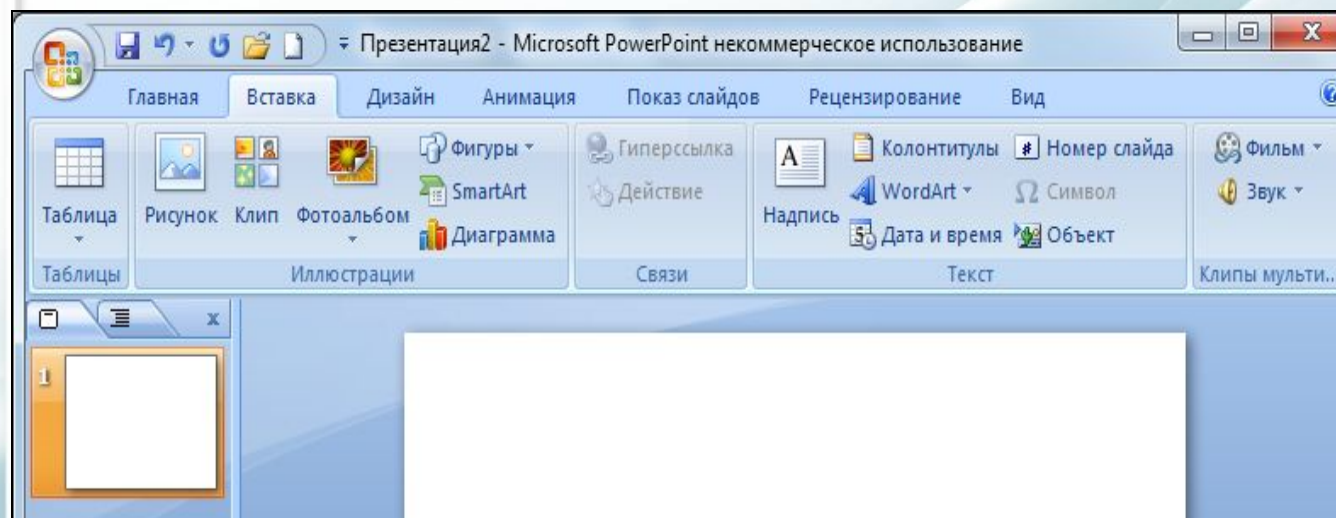 Презентация2 - Microsoft PowerPoint некоммерческое использование
Главная Вставка Дизайн Анимация Показ слайдов Рецензирование Вид
Таблица
Рисунок
Клип
Фотоальбом
Фигуры
SmartArt
Диаграмма
Гиперссылка
Действие
Надпись
Колонтитулы
WordArt
Дата и время
Номер слайда
Символ
Объект
Фильм
Звук
Таблицы Иллюстрации Связи Текст Клипы мульти...
1